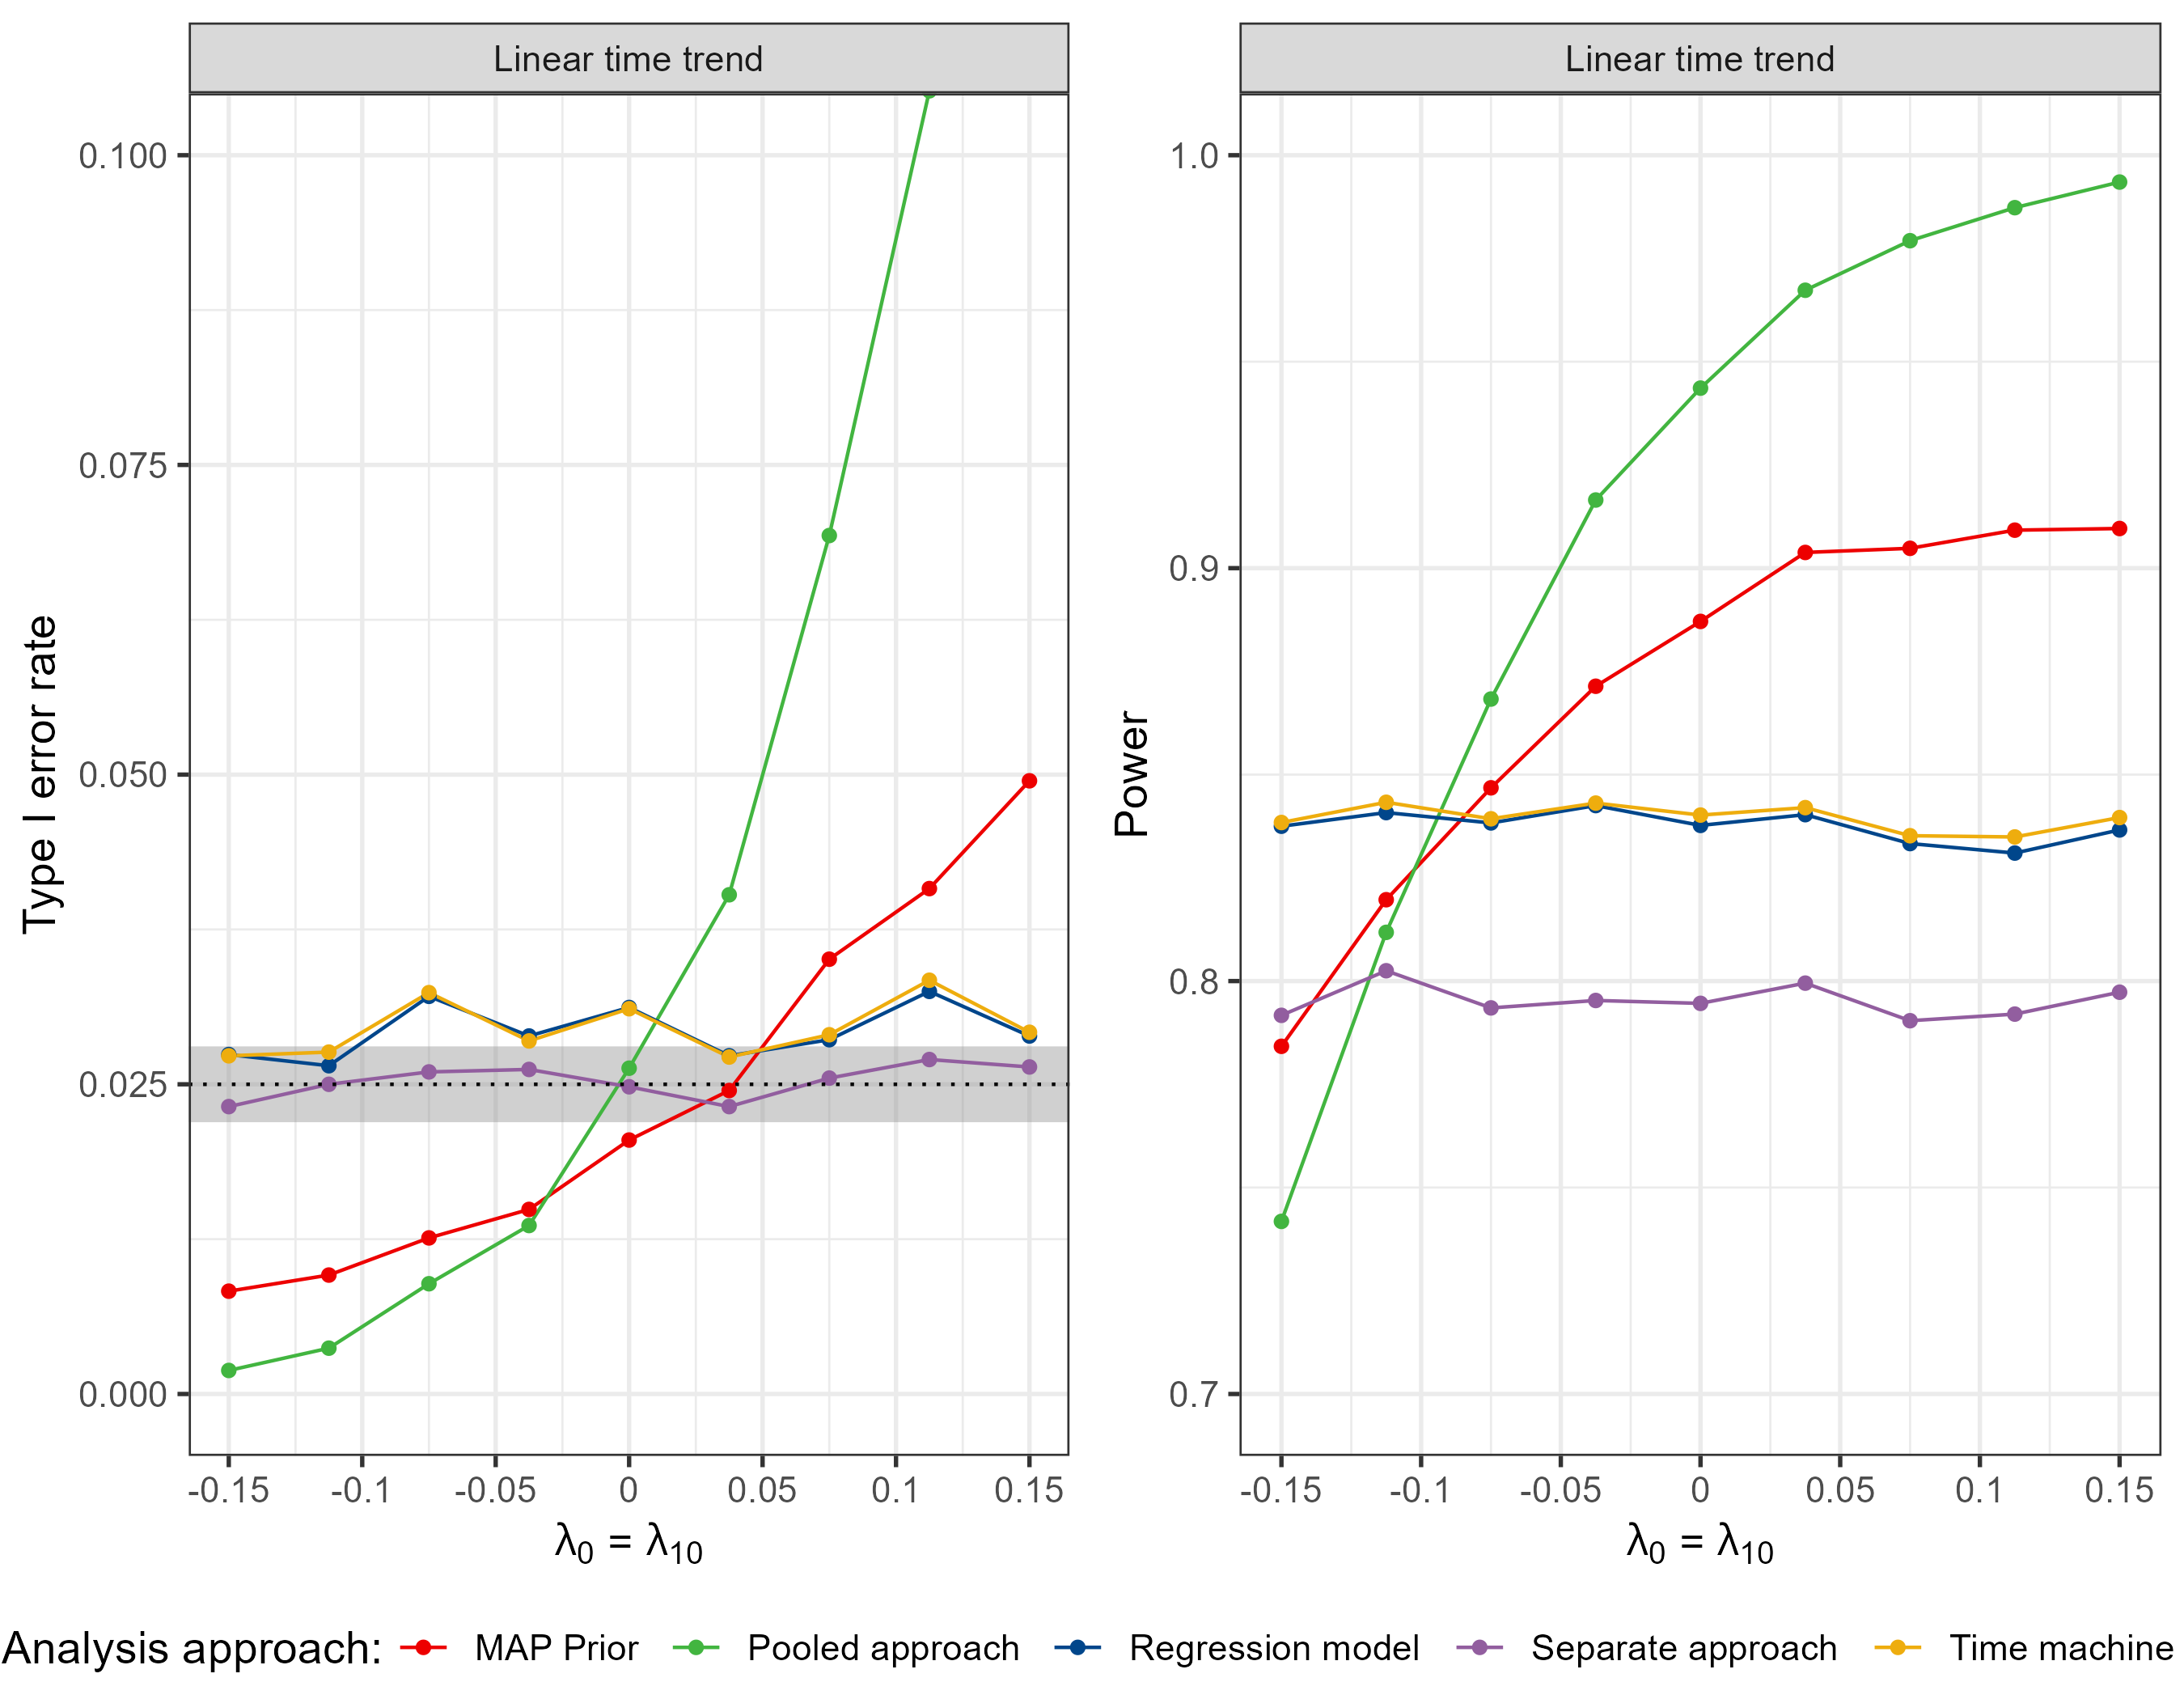 Linear time trend
Type I error rate
0.100
0.075
0.050
0.025
0.000
-0.15 -0.1 -0.05 0 0.05 0.1 0.15
λ0 = λ10
Linear time trend
Power
1.0
0.9
0.8
0.7
-0.15 -0.1 -0.05 0 0.05 0.1 0.15
λ0 = λ10
Analysis approach: MAP Prior Pooled approach Regression model Separate approach Time machine